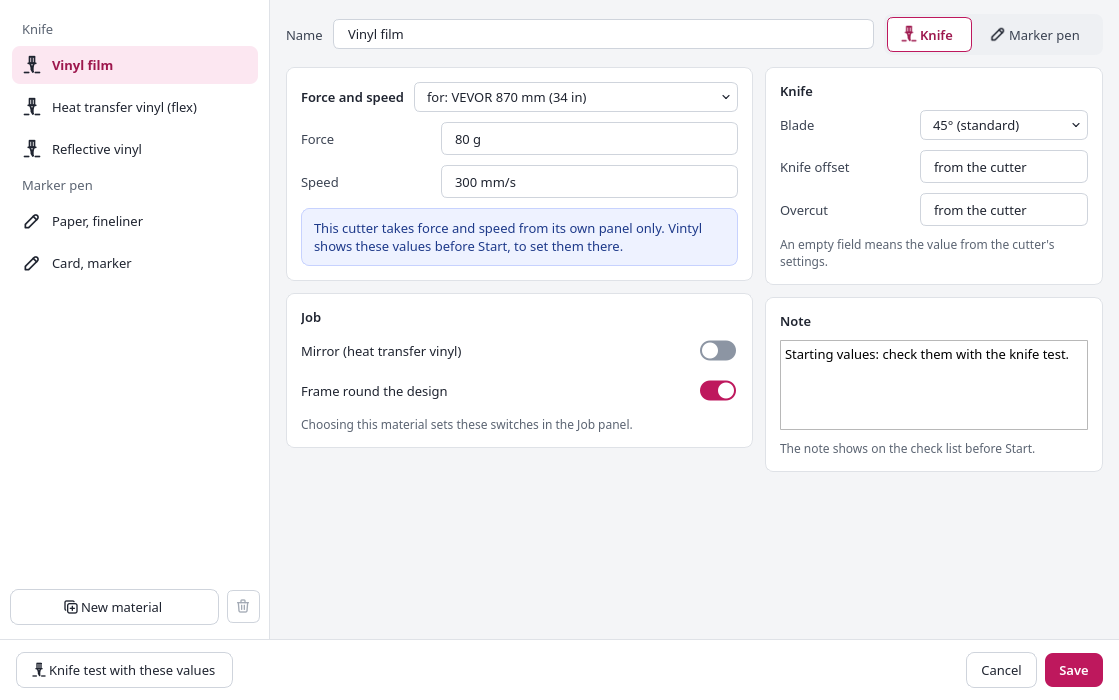 Knife
Vinyl film
Heat transfer vinyl (flex)
Reflective vinyl
Marker pen
Paper, fineliner
Card, marker
New material
Name
Vinyl film
Knife
Marker pen
Force and speed
for: VEVOR 870 mm (34 in)
Force
80 g
Speed
300 mm/s
This cutter takes force and speed from its own panel only. Vintyl
shows these values before Start, to set them there.
Job
Mirror (heat transfer vinyl)
Frame round the design
Choosing this material sets these switches in the Job panel.
Knife
Blade
45° (standard)
Knife offset
from the cutter
Overcut
from the cutter
An empty field means the value from the cutter's
settings.
Note
Starting values: check them with the knife test.
The note shows on the check list before Start.
Knife test with these values
Cancel
Save